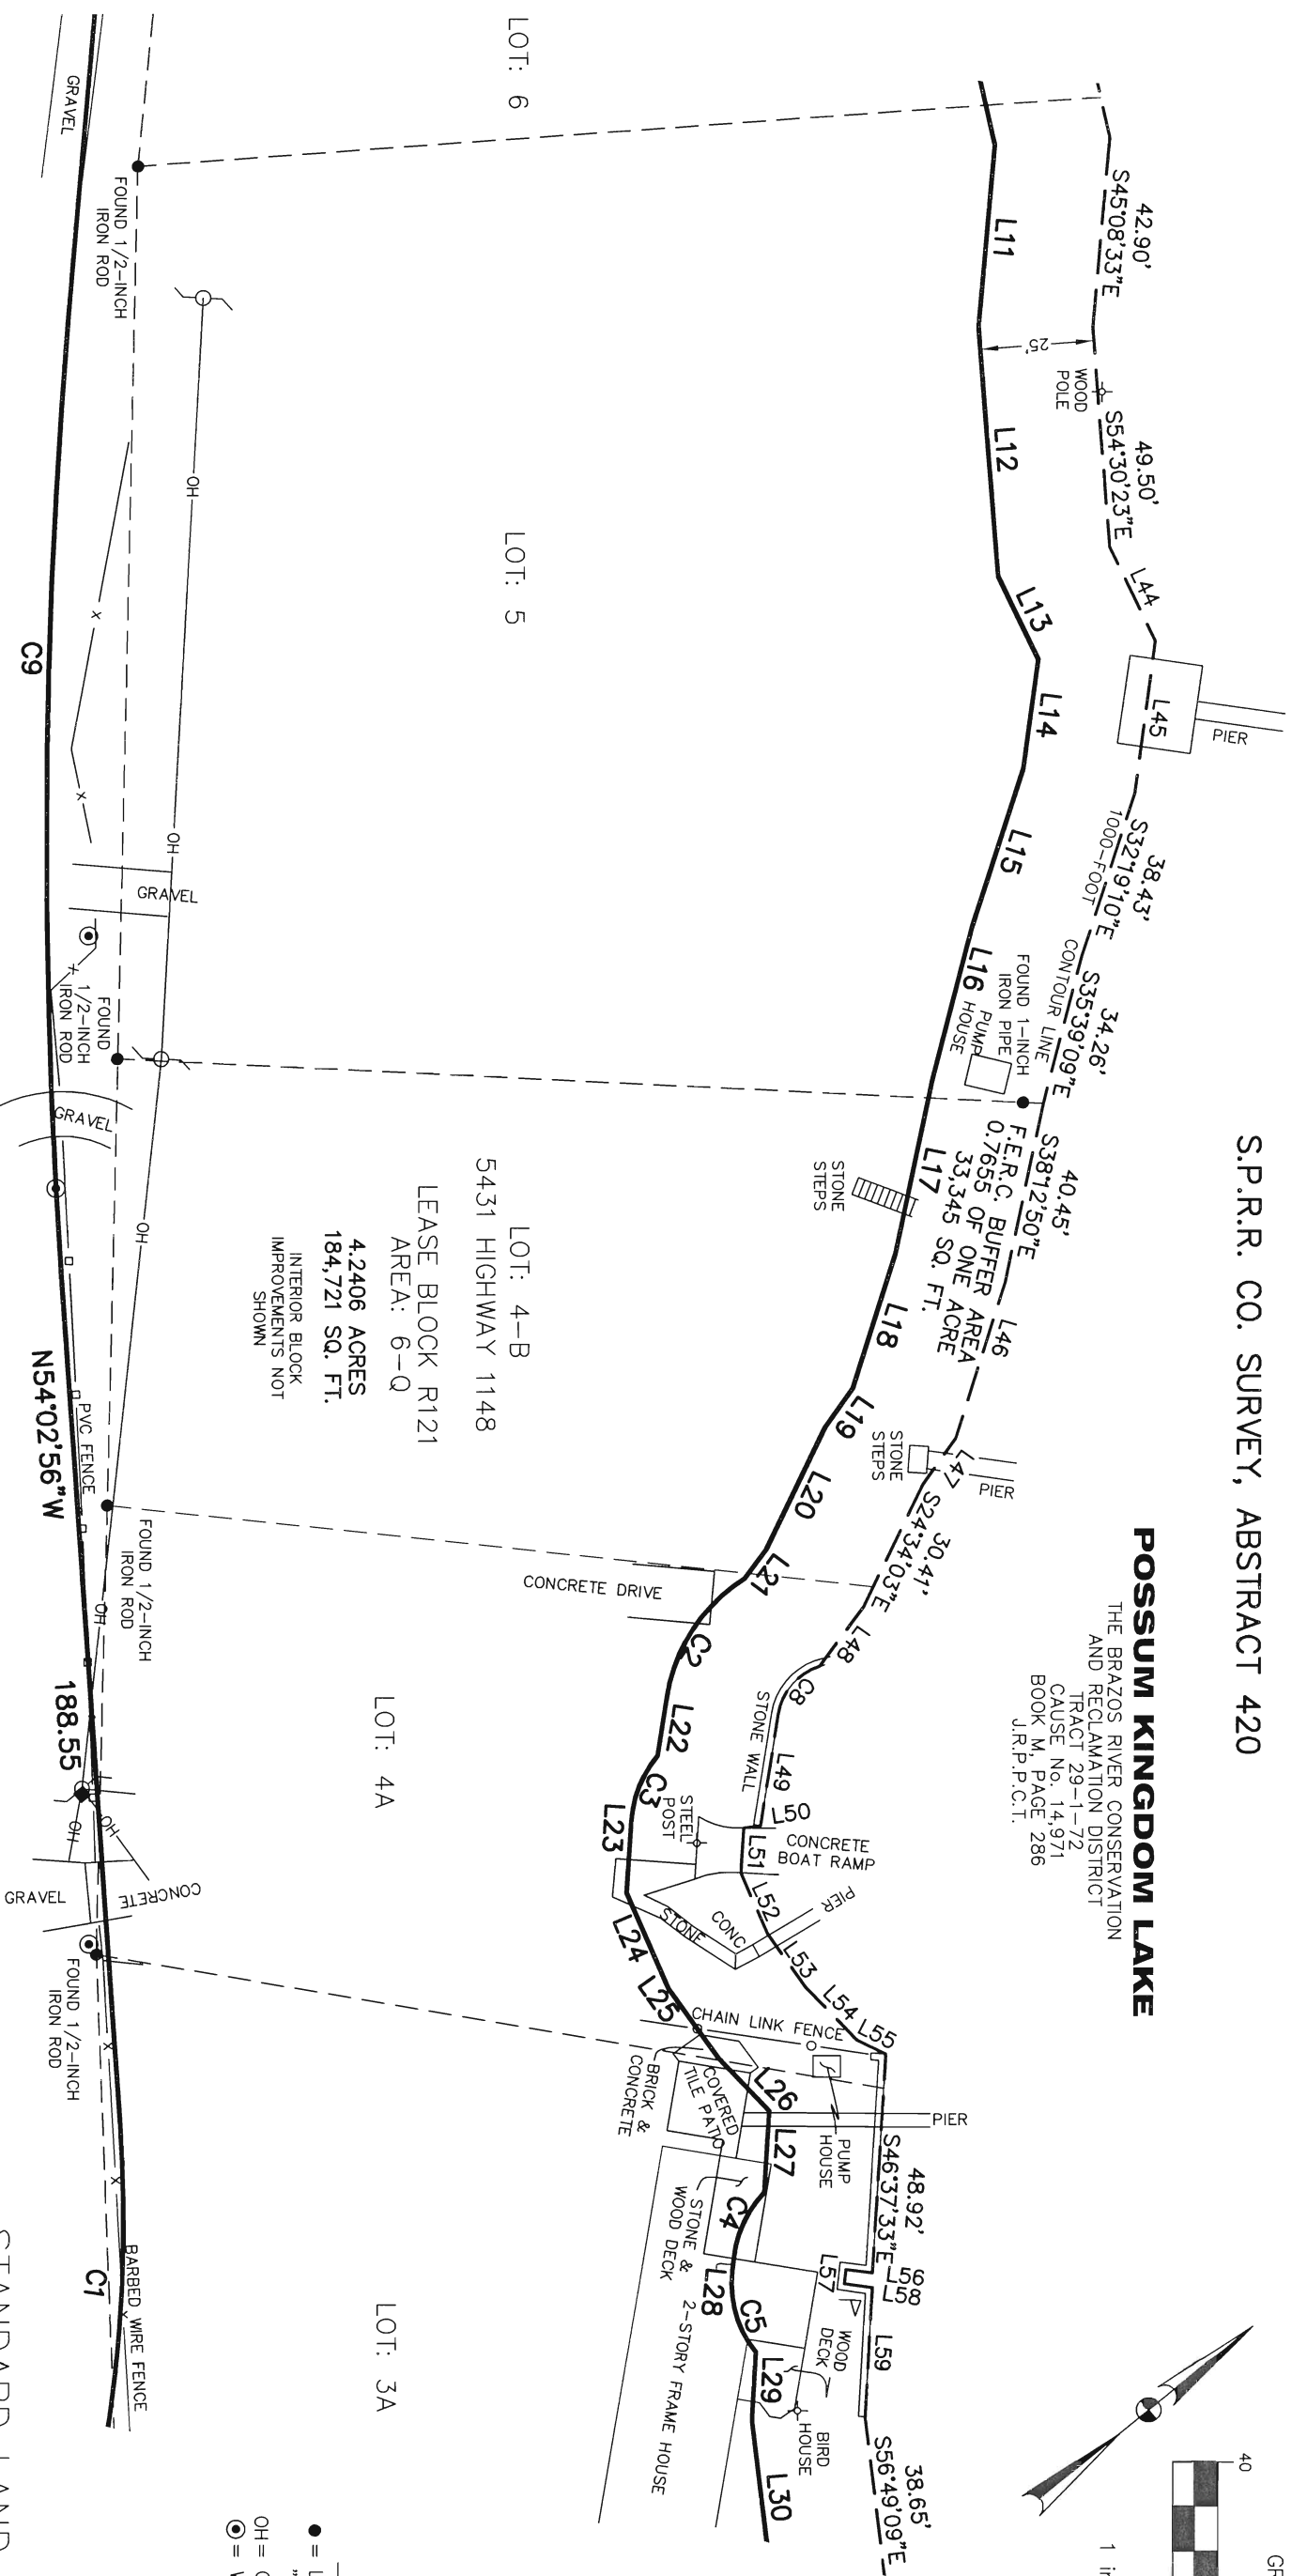 S.P.R.R. CO. SURVEY, ABSTRACT 420
POSSUM KINGDOM LAKE
THE BRAZOS RIVER CONSERVATION
AND RECLAMATION DISTRICT
TRACT 29-1-72
CAUSE No. 14,971
BOOK M, PAGE 286
J.R.P.P.C.T.
40
1 i
42.90'
S45°08'33"E
49.50'
S54°30'23"E
L44
L45
PIER
38.43'
S32°19'10"E
34.26'
S35°39'09"E
1000-FOOT
CONTOUR LINE
40.45'
S38°12'50"E
L46
L47
PIER
30.41'
S24°34'03"E
L48
C8
L49
L50
L51
L52
L53
L54
L55
48.92'
S46°37'33"E
L56
L57
L58
L59
38.65'
S56°49'09"E
25'
WOOD
POLE
FOUND 1-INCH
IRON PIPE
PUMP
HOUSE
F.E.R.C. BUFFER AREA
0.7655 OF ONE ACRE
33,345 SQ. FT.
STONE
STEPS
STONE
STEPS
STONE WALL
STEEL
POST
CONCRETE
BOAT RAMP
PIER
CONC
STONE
CHAIN LINK FENCE
PIER
PUMP
HOUSE
WOOD
DECK
BIRD
HOUSE
L11
L12
L13
L14
L15
L16
L17
L18
L19
L20
L21
C2
L22
C3
L23
L24
L25
L26
L27
C4
L28
C5
L29
L30
CONCRETE DRIVE
BRICK &
CONCRETE
COVERED
TILE PATIO
STONE &
WOOD DECK
2-STORY FRAME HOUSE
LOT: 6
LOT: 5
LOT: 4-B
5431 HIGHWAY 1148
LEASE BLOCK R121
AREA: 6-Q
4.2406 ACRES
184,721 SQ. FT.
INTERIOR BLOCK
IMPROVEMENTS NOT
SHOWN
LOT: 4A
LOT: 3A
GRAVEL
FOUND 1/2-INCH
IRON ROD
OH
x
x
OH
GRAVEL
FOUND
1/2-INCH
IRON ROD
x
GRAVEL
OH
PVC FENCE
FOUND 1/2-INCH
IRON ROD
OH
OH
OH
CONCRETE
GRAVEL
FOUND 1/2-INCH
IRON ROD
x
x
BARBED WIRE FENCE
x
C9
N54°02'56"W
188.55
C1
OH=
STANDARD LAND